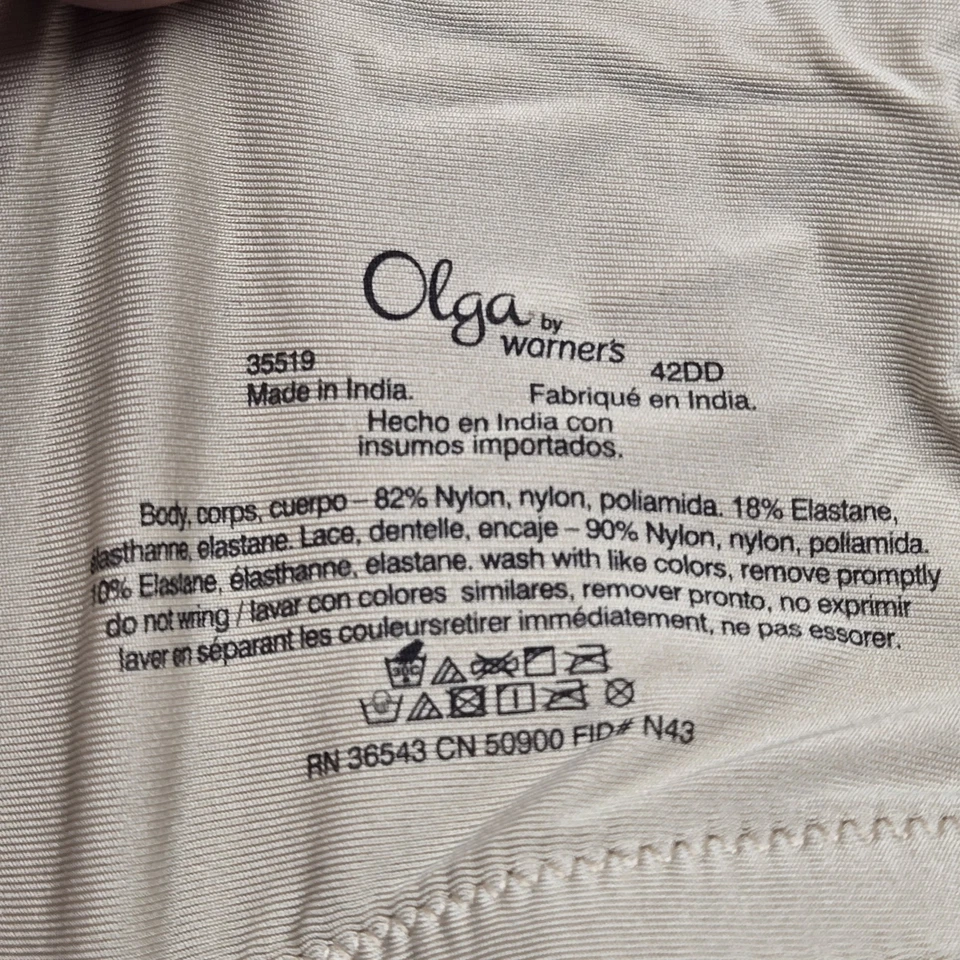 Olga by
warner's
35519 42DD
Made in India. Fabriqué en India.
Hecho en India con
insumos importados.
Body, corps, cuerpo – 82% Nylon, nylon, poliamida. 18% Elastane,
élasthanne, elastane. Lace, dentelle, encaje – 90% Nylon, nylon, poliamida.
10% Elastane, élasthanne, elastane. wash with like colors, remove promptly
do not wring / lavar con colores similares, remover pronto, no exprimir
laver en séparant les couleursretirer immédiatement, ne pas essorer.
30C
RN 36543 CN 50900 FID# N43